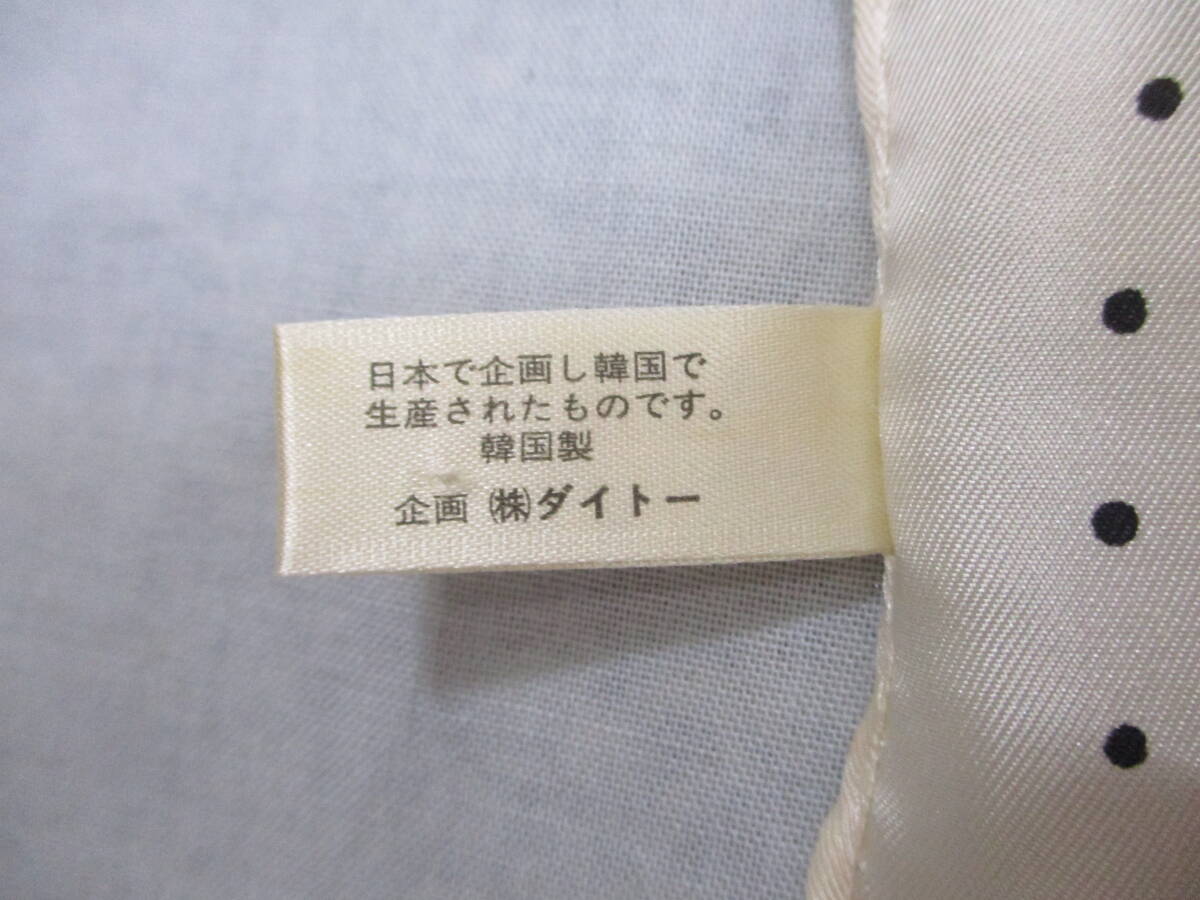 日本で企画し韓国で
生産されたものです。
韓国製
企画 ㈱ダイトー